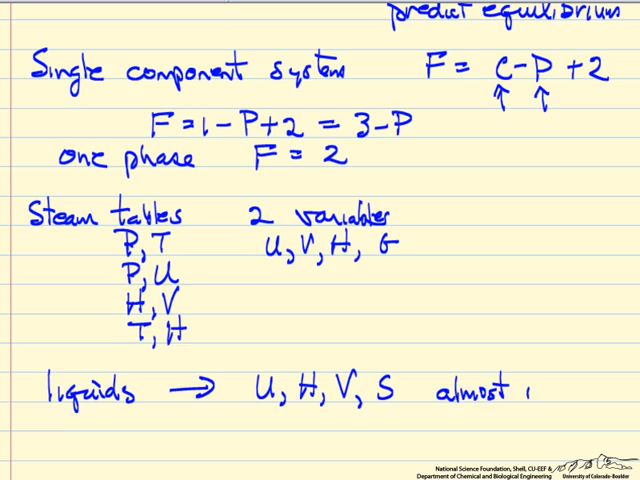 predict equilibrium
Single component system F = C - P + 2
↑ ↑
F = 1 - P + 2 = 3 - P
one phase F = 2
Steam tables 2 variables
P, T U, V, H, G
P, U
H, V
T, H
liquids → U, H, V, S almost
National Science Foundation, Shell, CU-EEF &
Department of Chemical and Biological Engineering University of Colorado-Boulder